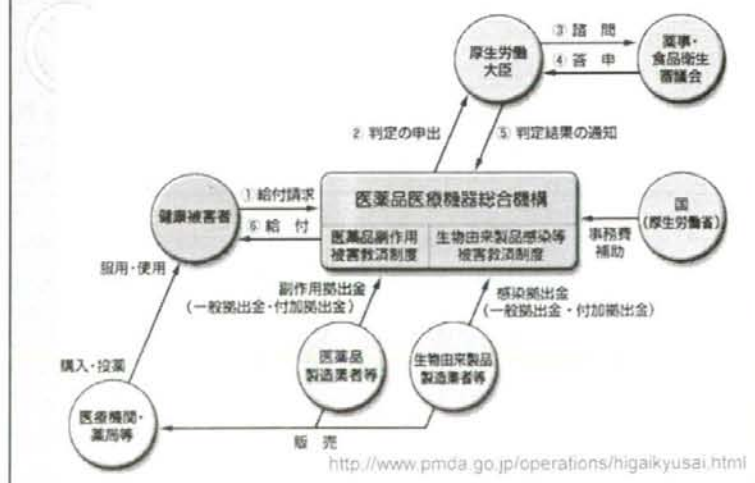 ③ 諮 問
④ 答 申
厚生労働
大臣
薬事・
食品衛生
審議会
② 判定の申出
⑤ 判定結果の通知
健康被害者
① 給付請求
⑥ 給 付
医薬品医療機器総合機構
医薬品副作用
被害救済制度
生物由来製品感染等
被害救済制度
国
(厚生労働省)
事務費
補助
服用・使用
副作用拠出金
(一般拠出金・付加拠出金)
感染拠出金
(一般拠出金・付加拠出金)
購入・投薬
医薬品
製造業者等
生物由来製品
製造業者等
医療機関・
薬局等
販 売
http://www.pmda.go.jp/operations/higaikyusai.html